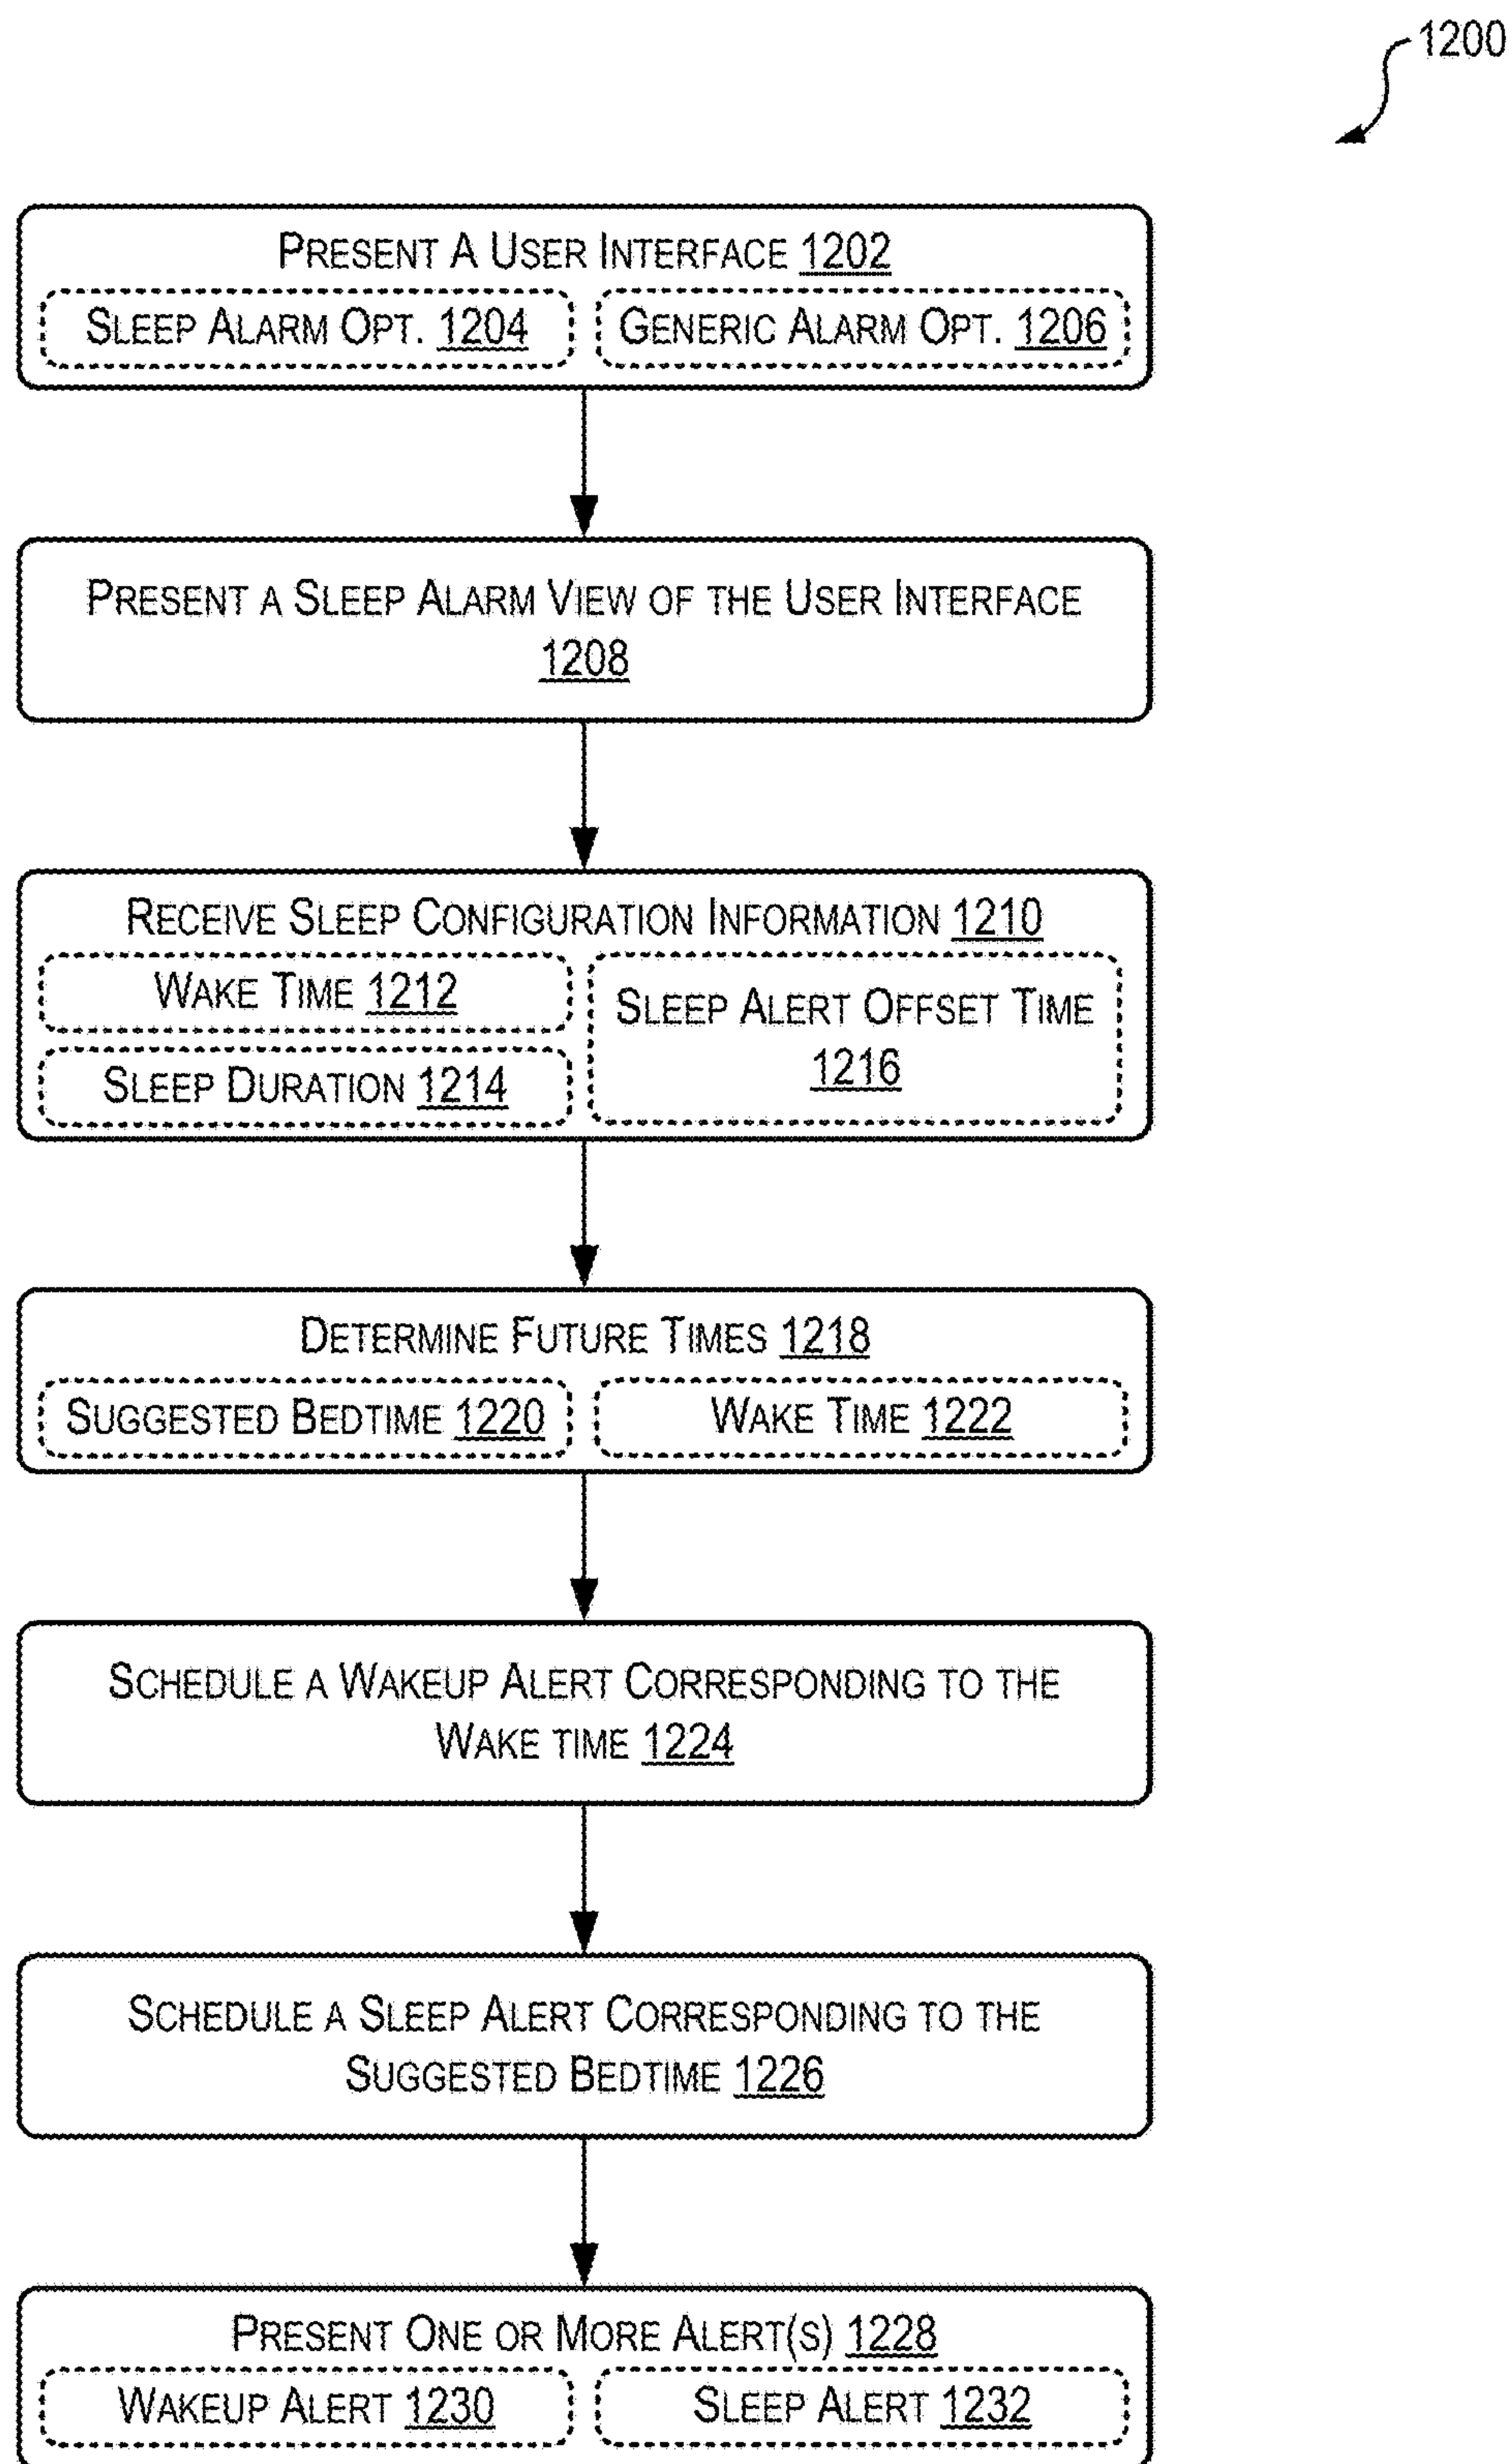 1200
PRESENT A USER INTERFACE 1202
SLEEP ALARM OPT. 1204
GENERIC ALARM OPT. 1206
PRESENT A SLEEP ALARM VIEW OF THE USER INTERFACE
1208
RECEIVE SLEEP CONFIGURATION INFORMATION 1210
WAKE TIME 1212
SLEEP DURATION 1214
SLEEP ALERT OFFSET TIME
1216
DETERMINE FUTURE TIMES 1218
SUGGESTED BEDTIME 1220
WAKE TIME 1222
SCHEDULE A WAKEUP ALERT CORRESPONDING TO THE
WAKE TIME 1224
SCHEDULE A SLEEP ALERT CORRESPONDING TO THE
SUGGESTED BEDTIME 1226
PRESENT ONE OR MORE ALERT(S) 1228
WAKEUP ALERT 1230
SLEEP ALERT 1232